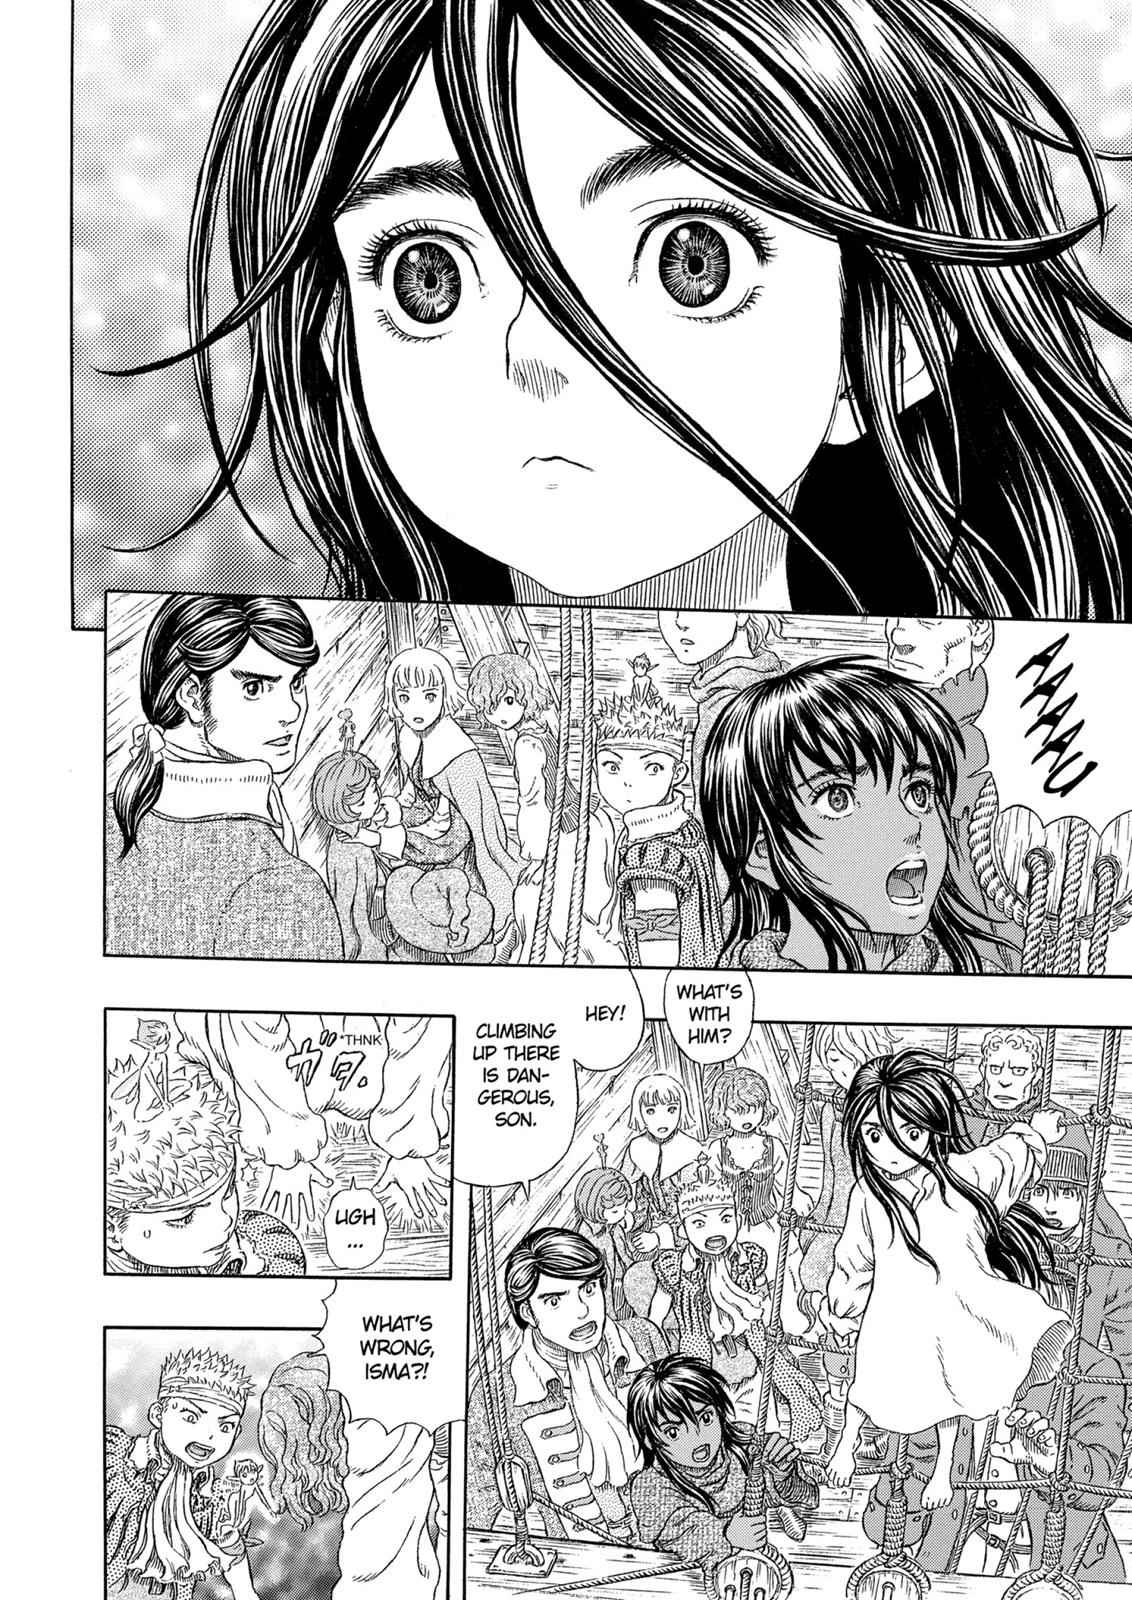 AAAAU
WHAT'S
WITH
HIM?
HEY!
CLIMBING
UP THERE
IS DAN-
GEROUS,
SON.
ガタ
*THNK
UGH
...
WHAT'S
WRONG,
ISMA?!